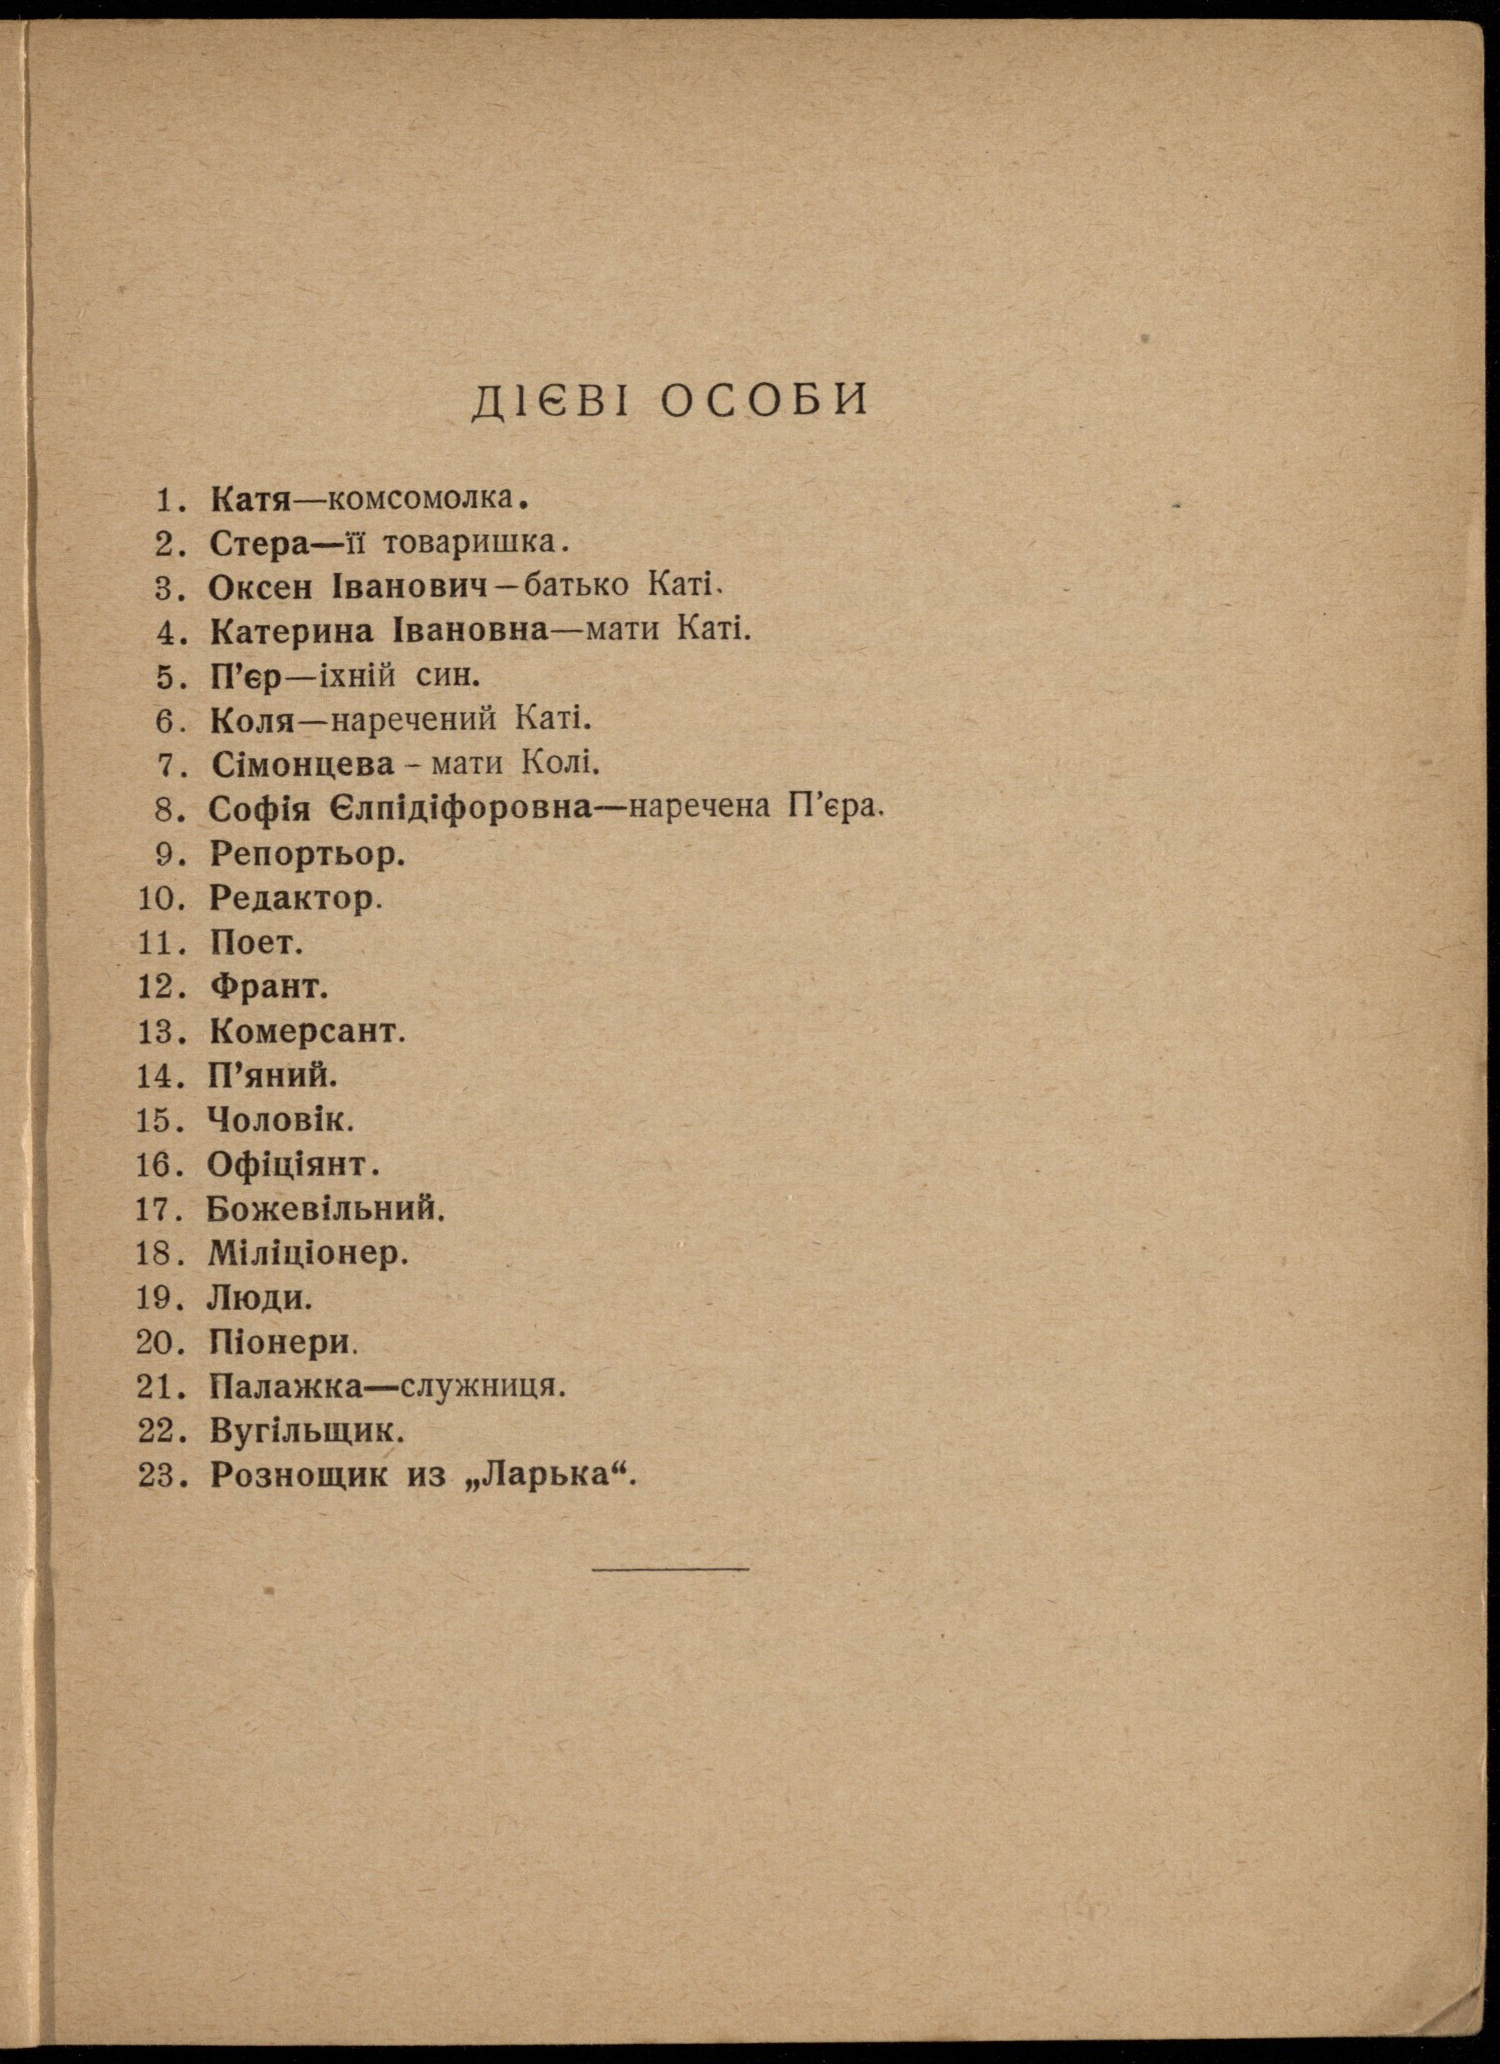 ДІЄВІ ОСОБИ
1. Катя—комсомолка.
2. Стера—її товаришка.
3. Оксен Іванович—батько Каті.
4. Катерина Івановна—мати Каті.
5. П'єр—іхній син.
6. Коля—наречений Каті.
7. Сімонцева – мати Колі.
8. Софія Єлпідіфоровна—наречена П'єра.
9. Репортьор.
10. Редактор.
11. Поет.
12. Франт.
13. Комерсант.
14. П'яний.
15. Чоловік.
16. Офіціянт.
17. Божевільний.
18. Міліціонер.
19. Люди.
20. Піонери.
21. Палажка—служниця.
22. Вугільщик.
23. Рознощик из „Ларька“.